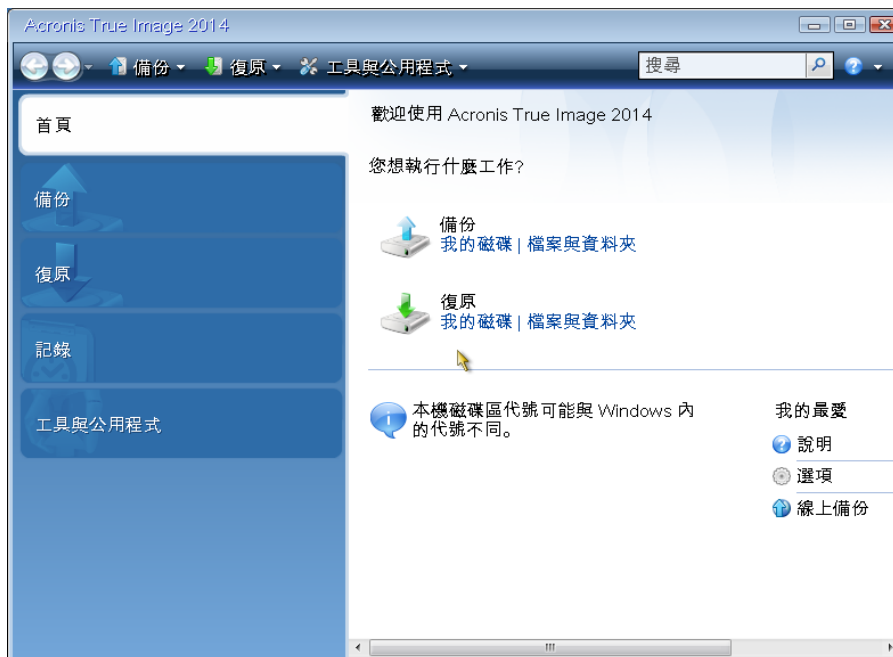 Acronis True Image 2014
備份 復原 工具與公用程式 搜尋
首頁
備份
復原
記錄
工具與公用程式
歡迎使用 Acronis True Image 2014
您想執行什麼工作?
備份
我的磁碟 | 檔案與資料夾
復原
我的磁碟 | 檔案與資料夾
本機磁碟區代號可能與 Windows 內
的代號不同。
我的最愛
說明
選項
線上備份